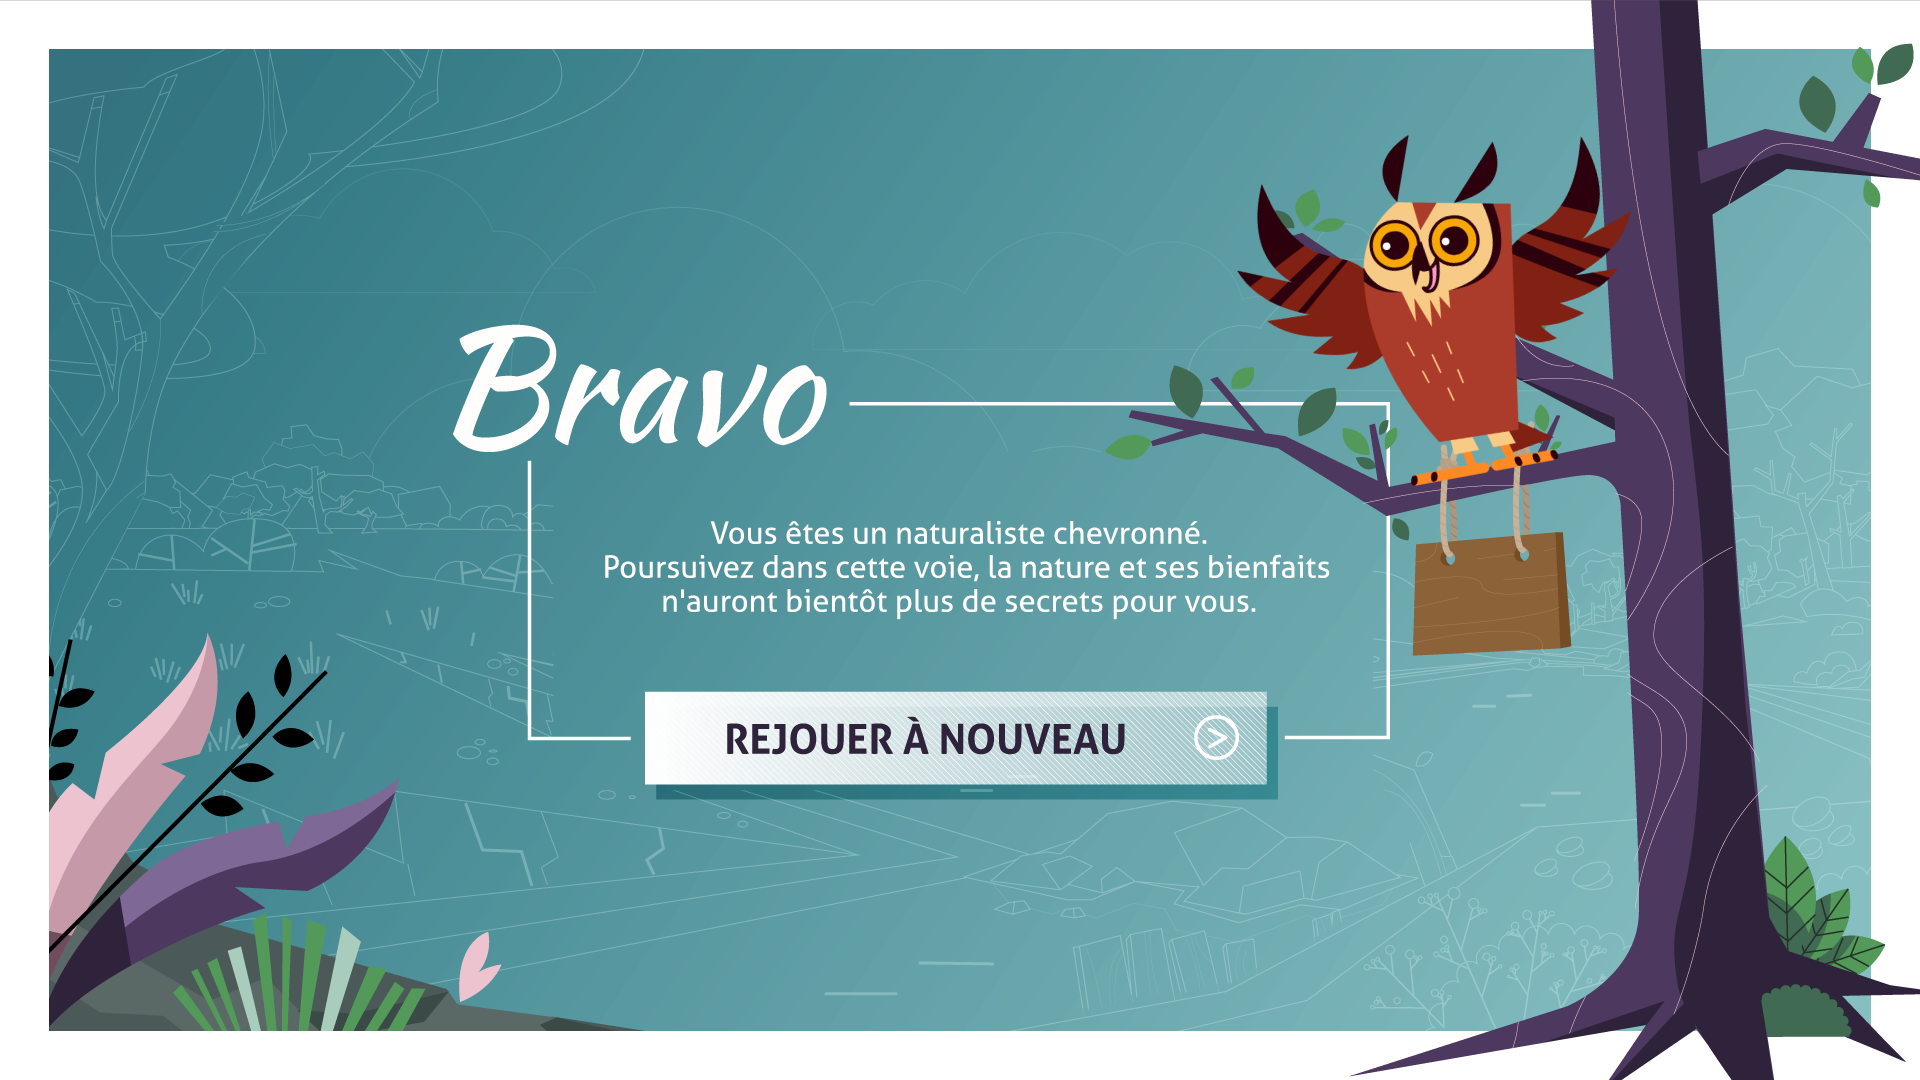 Bravo
Vous êtes un naturaliste chevronné.
Poursuivez dans cette voie, la nature et ses bienfaits
n'auront bientôt plus de secrets pour vous.
REJOUER À NOUVEAU